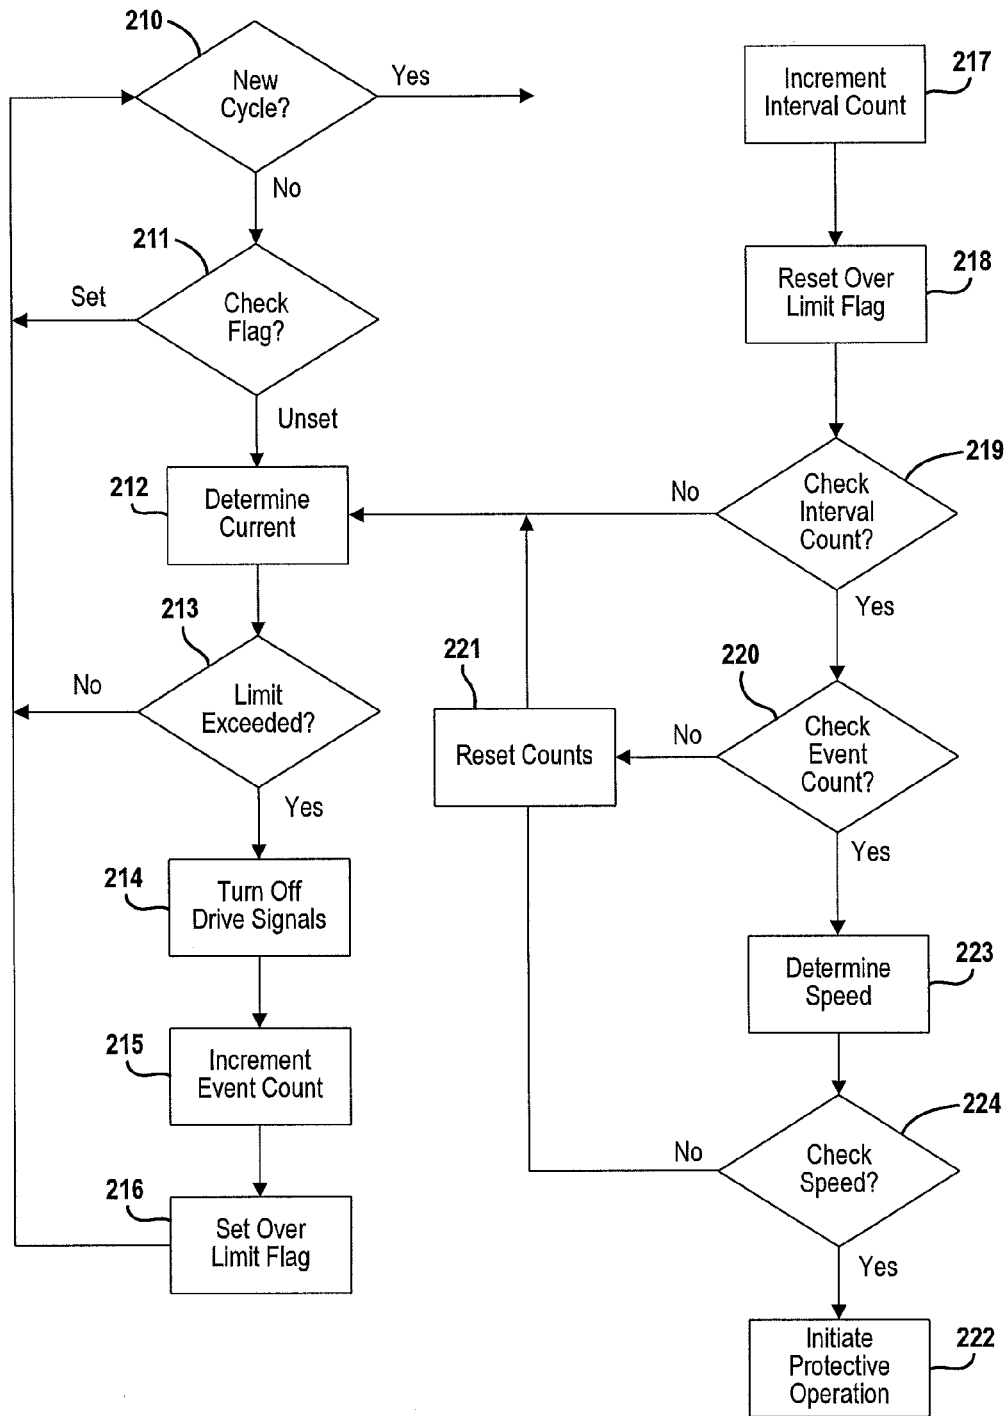 210
New
Cycle?
Yes
No
211
Set
Check
Flag?
Unset
212
Determine
Current
213
No
Limit
Exceeded?
Yes
214
Turn Off
Drive Signals
215
Increment
Event Count
216
Set Over
Limit Flag
217
Increment
Interval Count
218
Reset Over
Limit Flag
219
No
Check
Interval
Count?
Yes
220
No
Check
Event
Count?
Yes
221
Reset Counts
223
Determine
Speed
224
No
Check
Speed?
Yes
222
Initiate
Protective
Operation